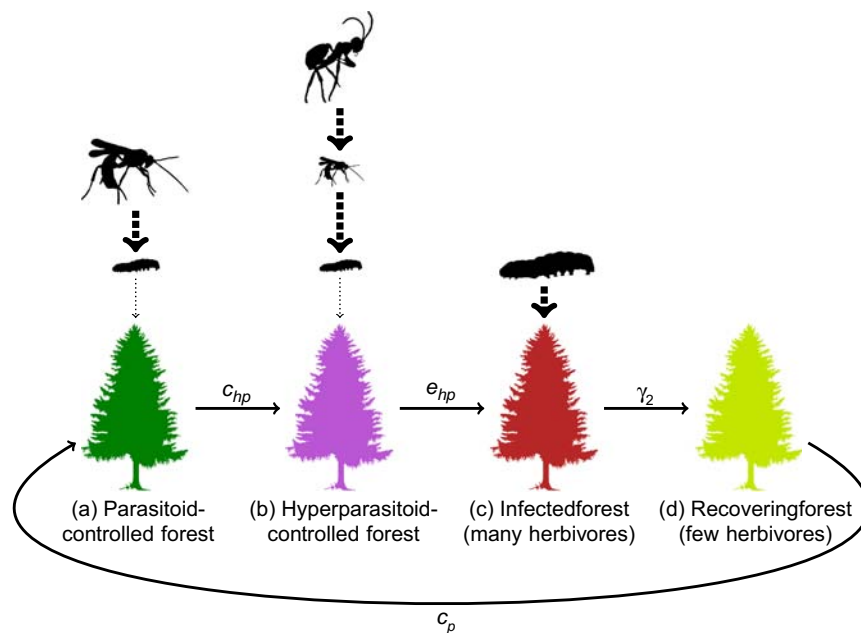 c_hp
e_hp
γ_2
(a) Parasitoid-
controlled forest
(b) Hyperparasitoid-
controlled forest
(c) Infectedforest
(many herbivores)
(d) Recoveringforest
(few herbivores)
c_p